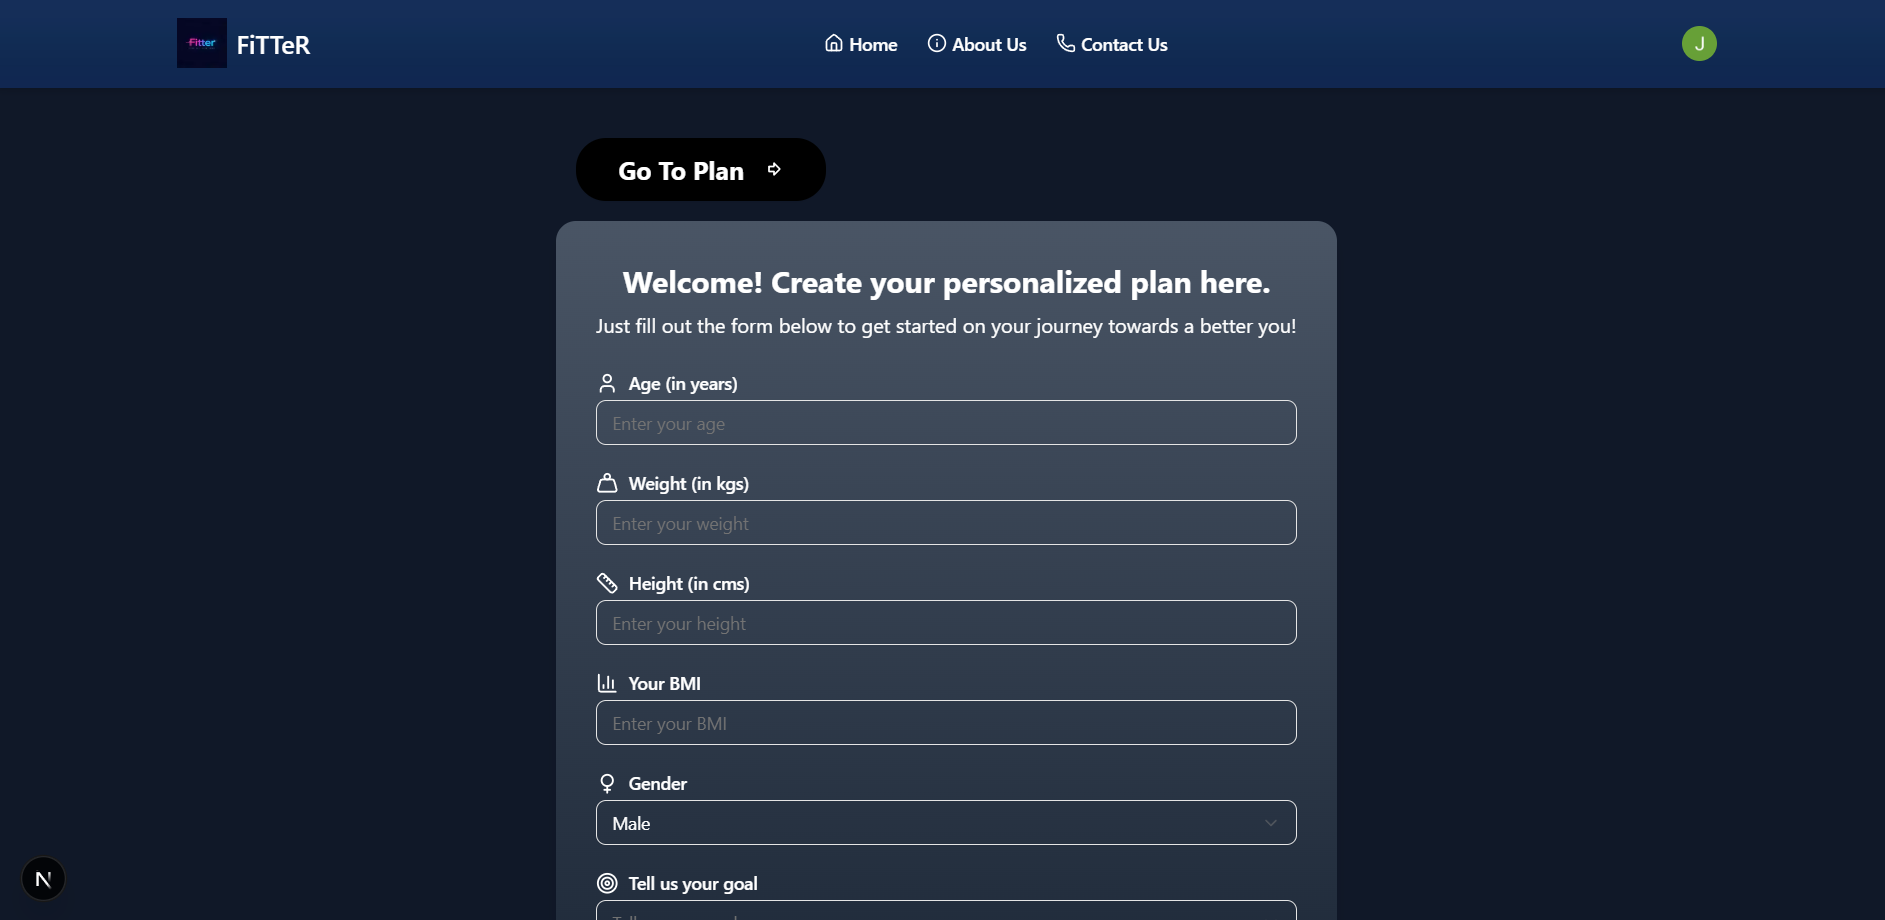 Fitter
FiTTeR
Home
About Us
Contact Us
J
Go To Plan
Welcome! Create your personalized plan here.
Just fill out the form below to get started on your journey towards a better you!
Age (in years)
Enter your age
Weight (in kgs)
Enter your weight
Height (in cms)
Enter your height
Your BMI
Enter your BMI
Gender
Male
Tell us your goal
N